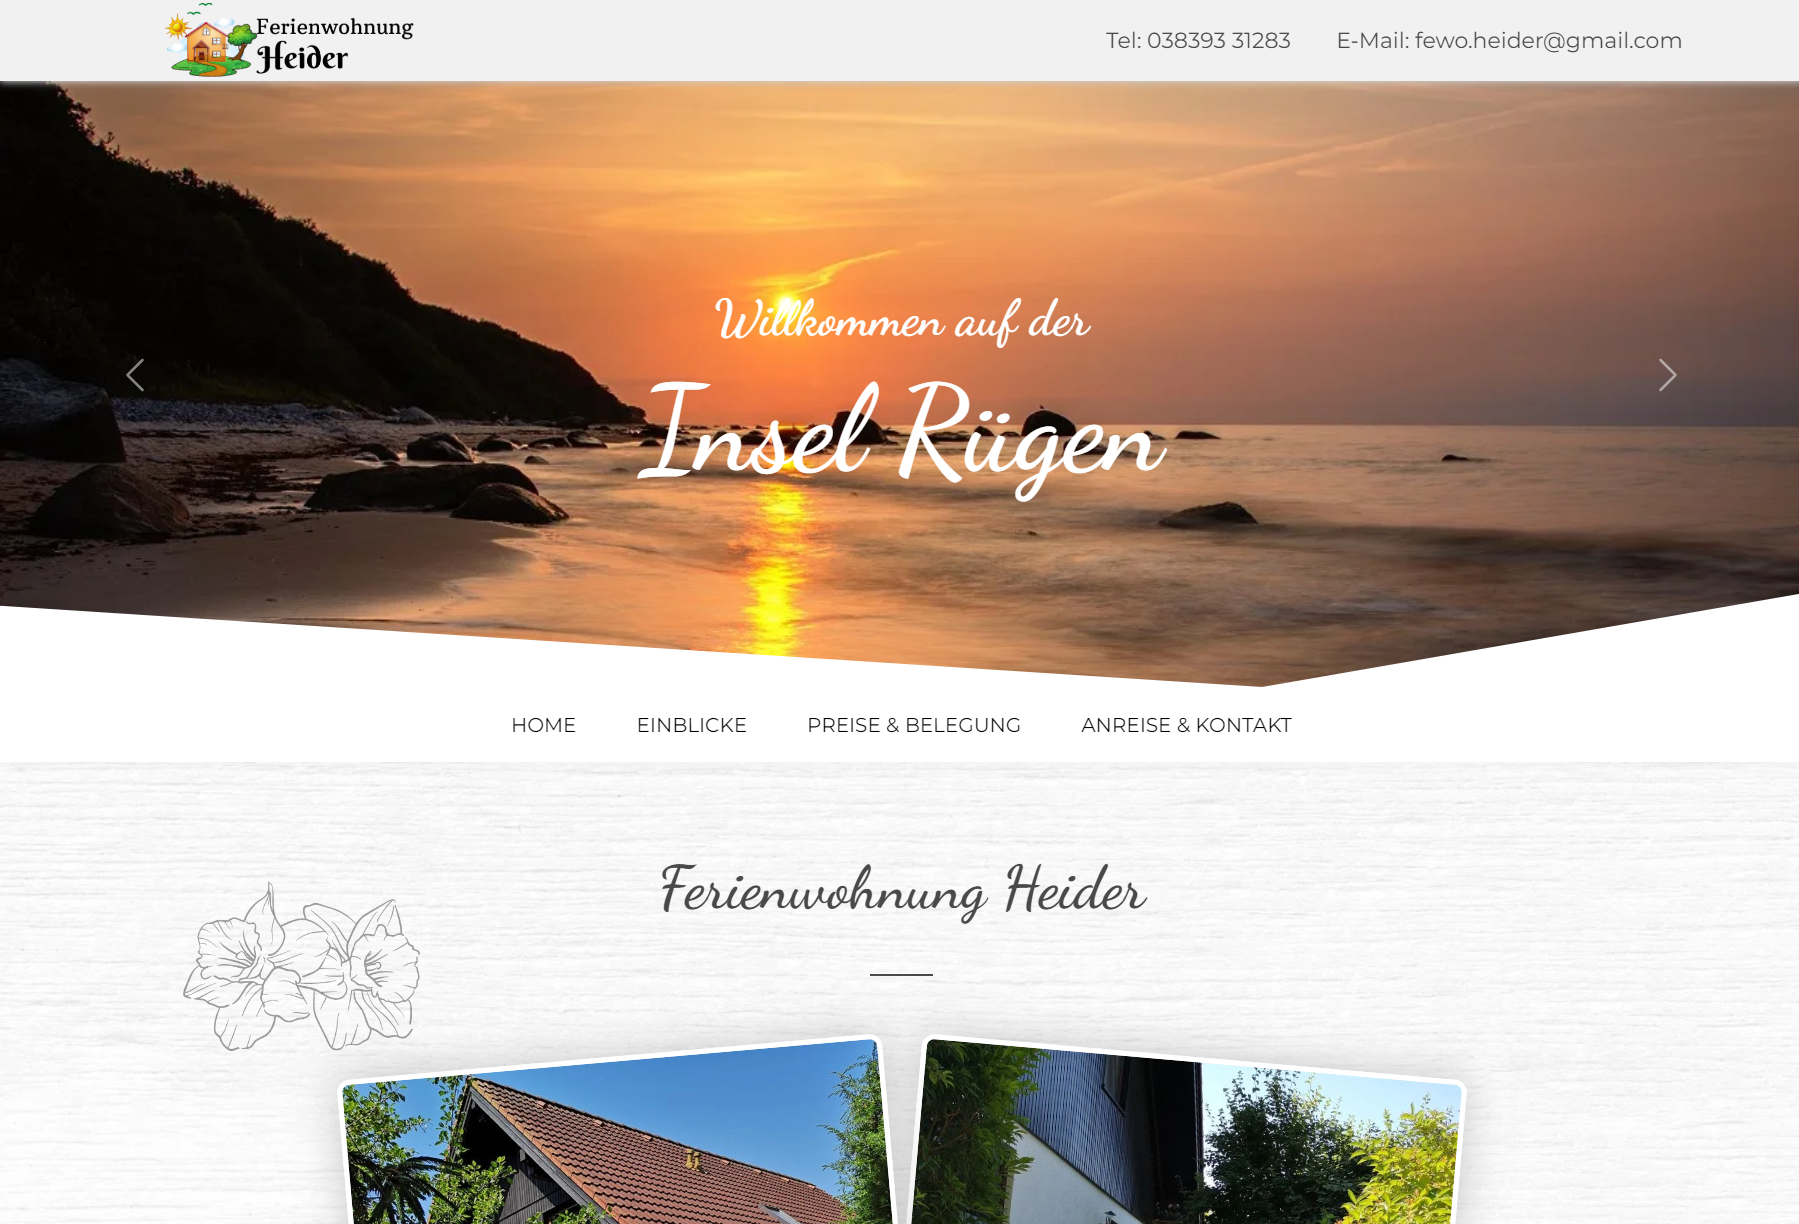 Ferienwohnung
Heider
Tel: 038393 31283
E-Mail: fewo.heider@gmail.com
Willkommen auf der
Insel Rügen
HOME
EINBLICKE
PREISE & BELEGUNG
ANREISE & KONTAKT
Ferienwohnung Heider